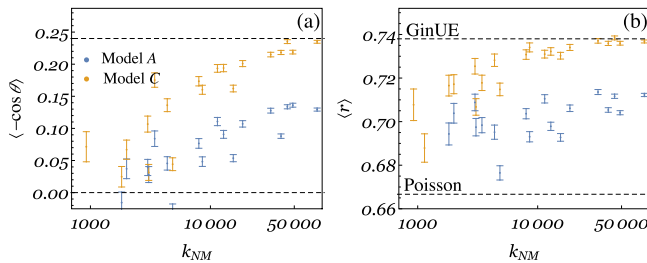 (a)
0.25
0.20
0.15
0.10
0.05
0.00
⟨-cos θ⟩
Model A
Model C
1000
10 000
50 000
k_NM
(b)
GinUE
0.74
0.72
0.70
0.68
0.66
⟨r⟩
Poisson
1000
10 000
50 000
k_NM